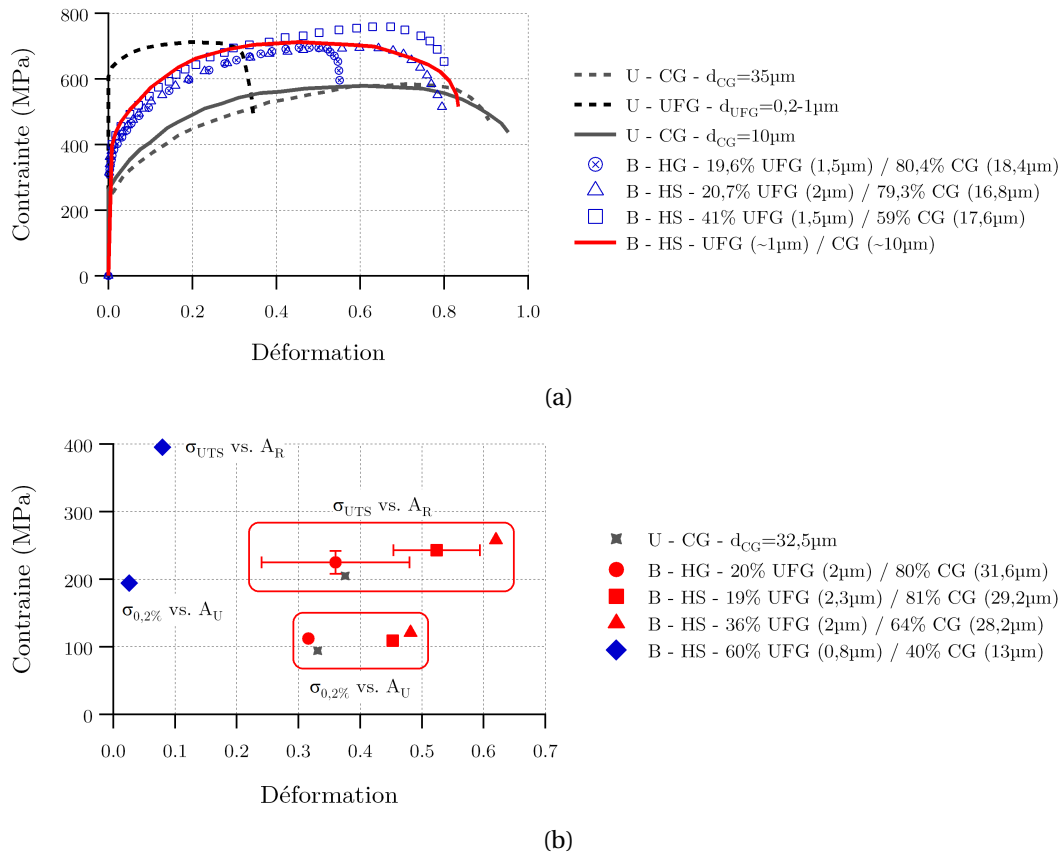 800
600
400
200
0
Contrainte (MPa)
0.0 0.2 0.4 0.6 0.8 1.0
Déformation
U - CG - dCG=35µm
U - UFG - dUFG=0,2-1µm
U - CG - dCG=10µm
B - HG - 19,6% UFG (1,5µm) / 80,4% CG (18,4µm)
B - HS - 20,7% UFG (2µm) / 79,3% CG (16,8µm)
B - HS - 41% UFG (1,5µm) / 59% CG (17,6µm)
B - HS - UFG (~1µm) / CG (~10µm)
(a)
400
300
200
100
0
Contraine (MPa)
σUTS vs. AR
σUTS vs. AR
σ0,2% vs. AU
σ0,2% vs. AU
0.0 0.1 0.2 0.3 0.4 0.5 0.6 0.7
Déformation
U - CG - dCG=32,5µm
B - HG - 20% UFG (2µm) / 80% CG (31,6µm)
B - HS - 19% UFG (2,3µm) / 81% CG (29,2µm)
B - HS - 36% UFG (2µm) / 64% CG (28,2µm)
B - HS - 60% UFG (0,8µm) / 40% CG (13µm)
(b)